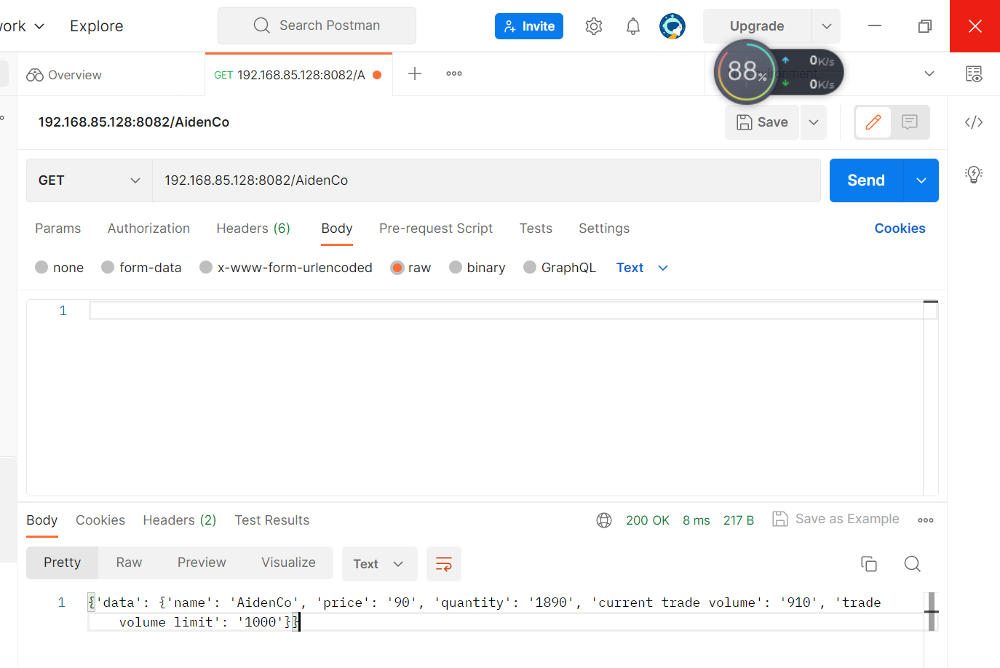 work
Explore
Search Postman
Invite
Upgrade
Overview
GET 192.168.85.128:8082/A
88%
0K/s
0K/s
192.168.85.128:8082/AidenCo
Save
GET
192.168.85.128:8082/AidenCo
Send
Params
Authorization
Headers (6)
Body
Pre-request Script
Tests
Settings
Cookies
none
form-data
x-www-form-urlencoded
raw
binary
GraphQL
Text
1
Body
Cookies
Headers (2)
Test Results
200 OK
8 ms
217 B
Save as Example
Pretty
Raw
Preview
Visualize
Text
1
{'data': {'name': 'AidenCo', 'price': '90', 'quantity': '1890', 'current trade volume': '910', 'trade
volume limit': '1000'}}